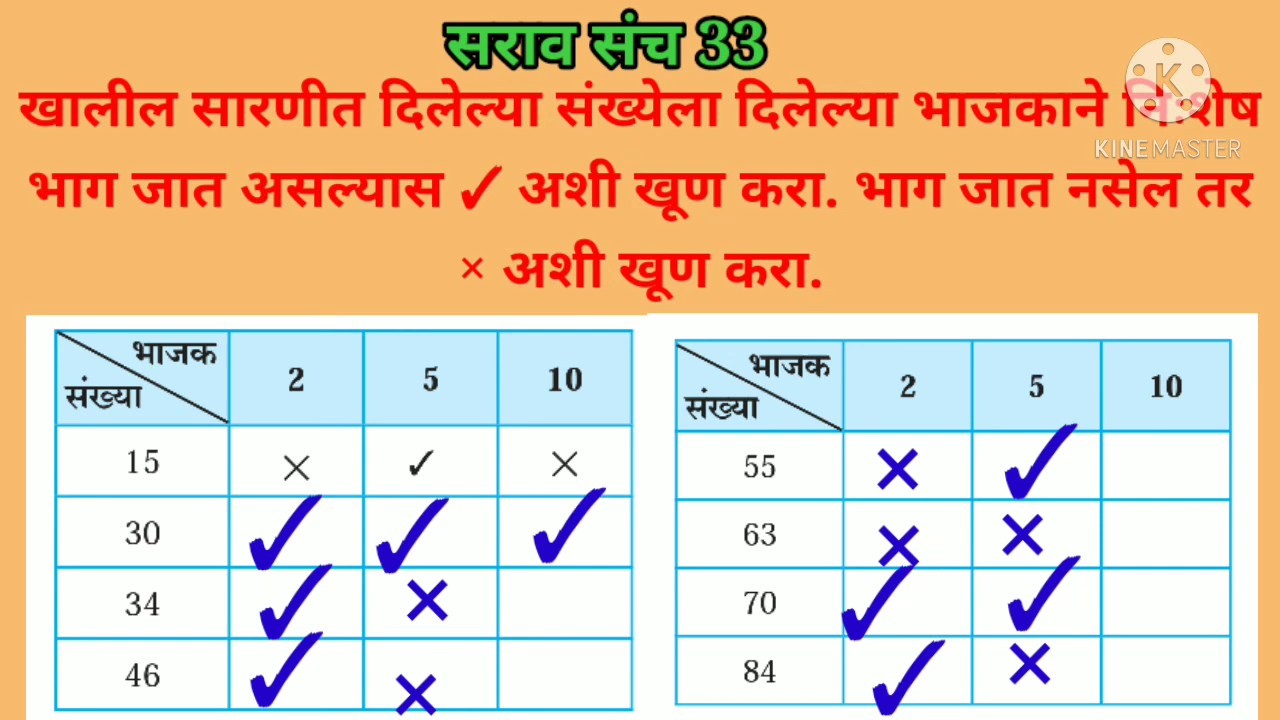 सराव संच 33
खालील सारणीत दिलेल्या संख्येला दिलेल्या भाजकाने नि:शेष
भाग जात असल्यास ✓ अशी खूण करा. भाग जात नसेल तर
× अशी खूण करा.
K
KINEMASTER
भाजक
संख्या 2 5 10
15 × ✓ ×
30 ✓ ✓ ✓
34 ✓ ×
46 ✓ ×
भाजक
संख्या 2 5 10
55 × ✓
63 × ×
70 ✓ ✓
84 ✓ ×